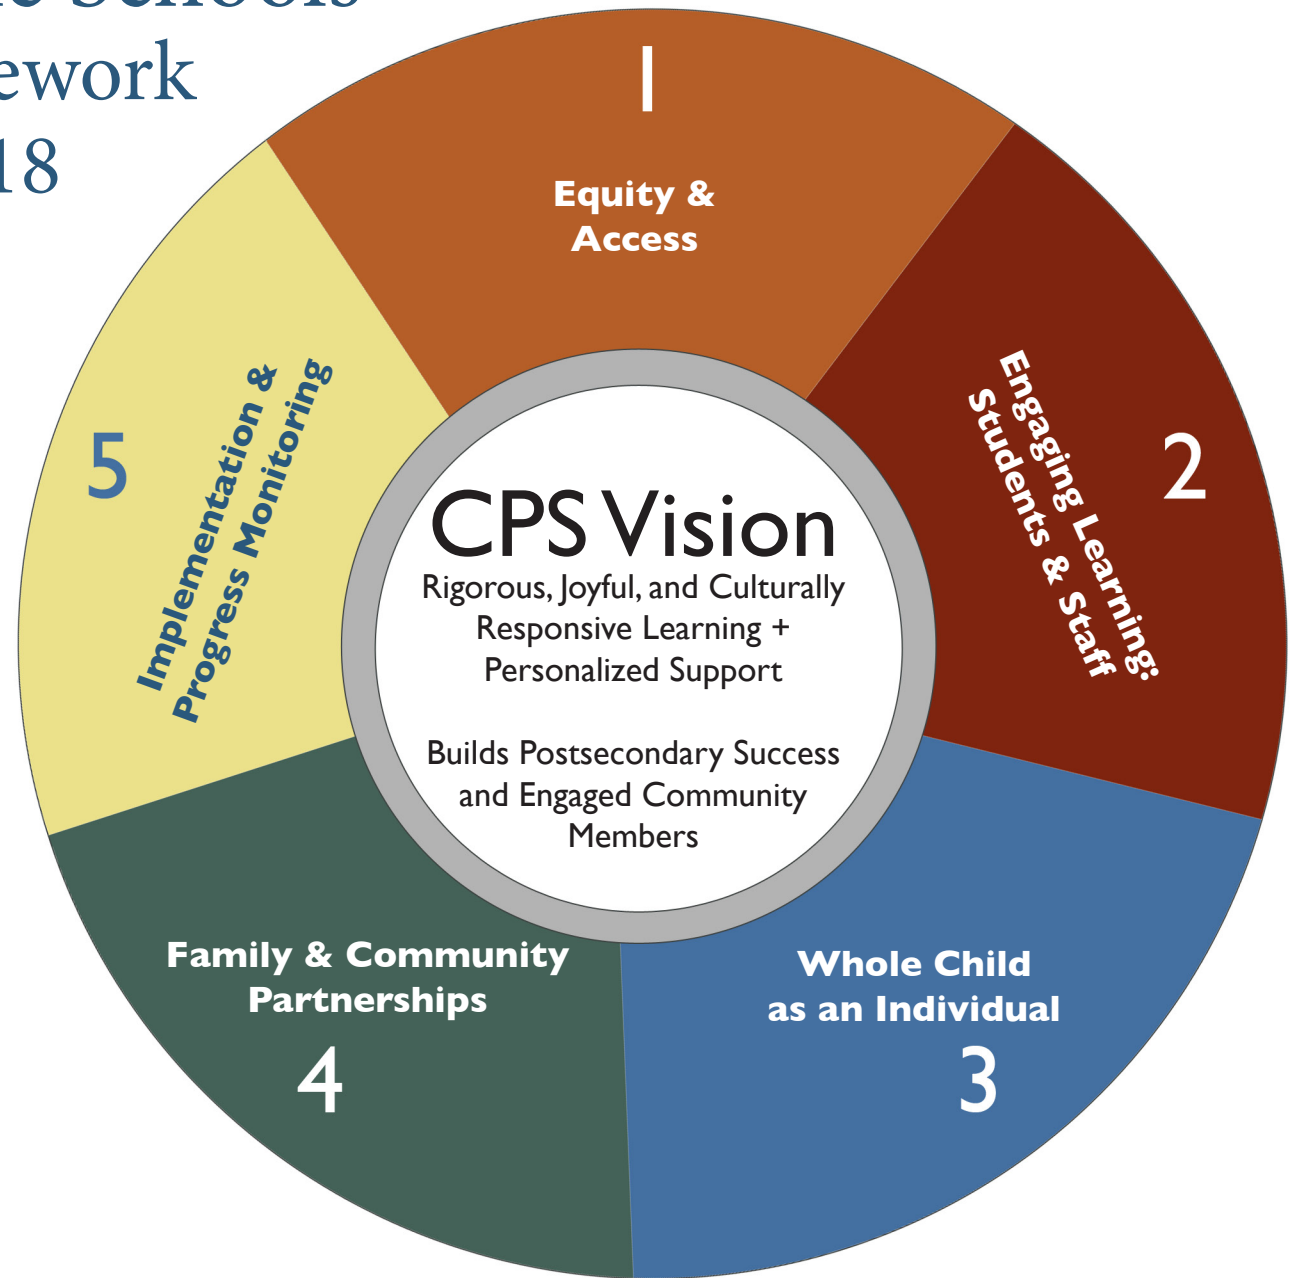 Schools
ework
18
1
Equity &
Access
2
Engaging Learning:
Students & Staff
3
Whole Child
as an Individual
4
Family & Community
Partnerships
5
Implementation &
Progress Monitoring
CPS Vision
Rigorous, Joyful, and Culturally
Responsive Learning +
Personalized Support
Builds Postsecondary Success
and Engaged Community
Members